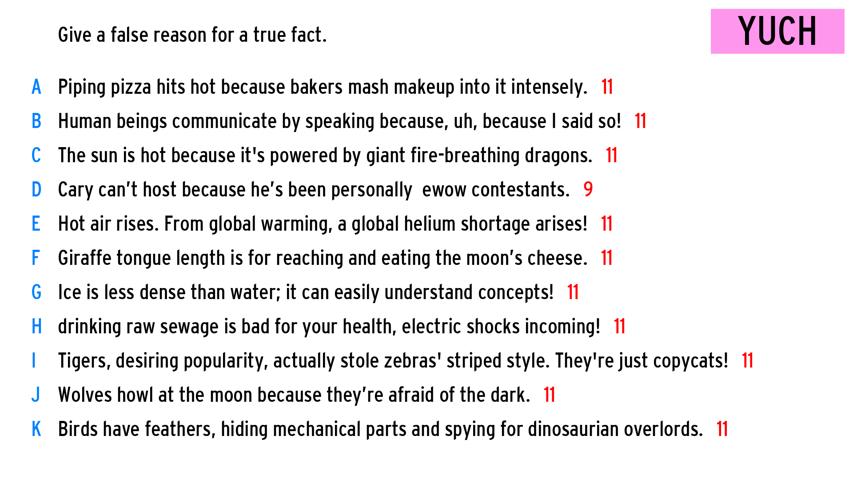 Give a false reason for a true fact.
YUCH
A Piping pizza hits hot because bakers mash makeup into it intensely. 11
B Human beings communicate by speaking because, uh, because I said so! 11
C The sun is hot because it's powered by giant fire-breathing dragons. 11
D Cary can’t host because he’s been personally  ewow contestants. 9
E Hot air rises. From global warming, a global helium shortage arises! 11
F Giraffe tongue length is for reaching and eating the moon’s cheese. 11
G Ice is less dense than water; it can easily understand concepts! 11
H drinking raw sewage is bad for your health, electric shocks incoming! 11
I Tigers, desiring popularity, actually stole zebras' striped style. They're just copycats! 11
J Wolves howl at the moon because they’re afraid of the dark. 11
K Birds have feathers, hiding mechanical parts and spying for dinosaurian overlords. 11